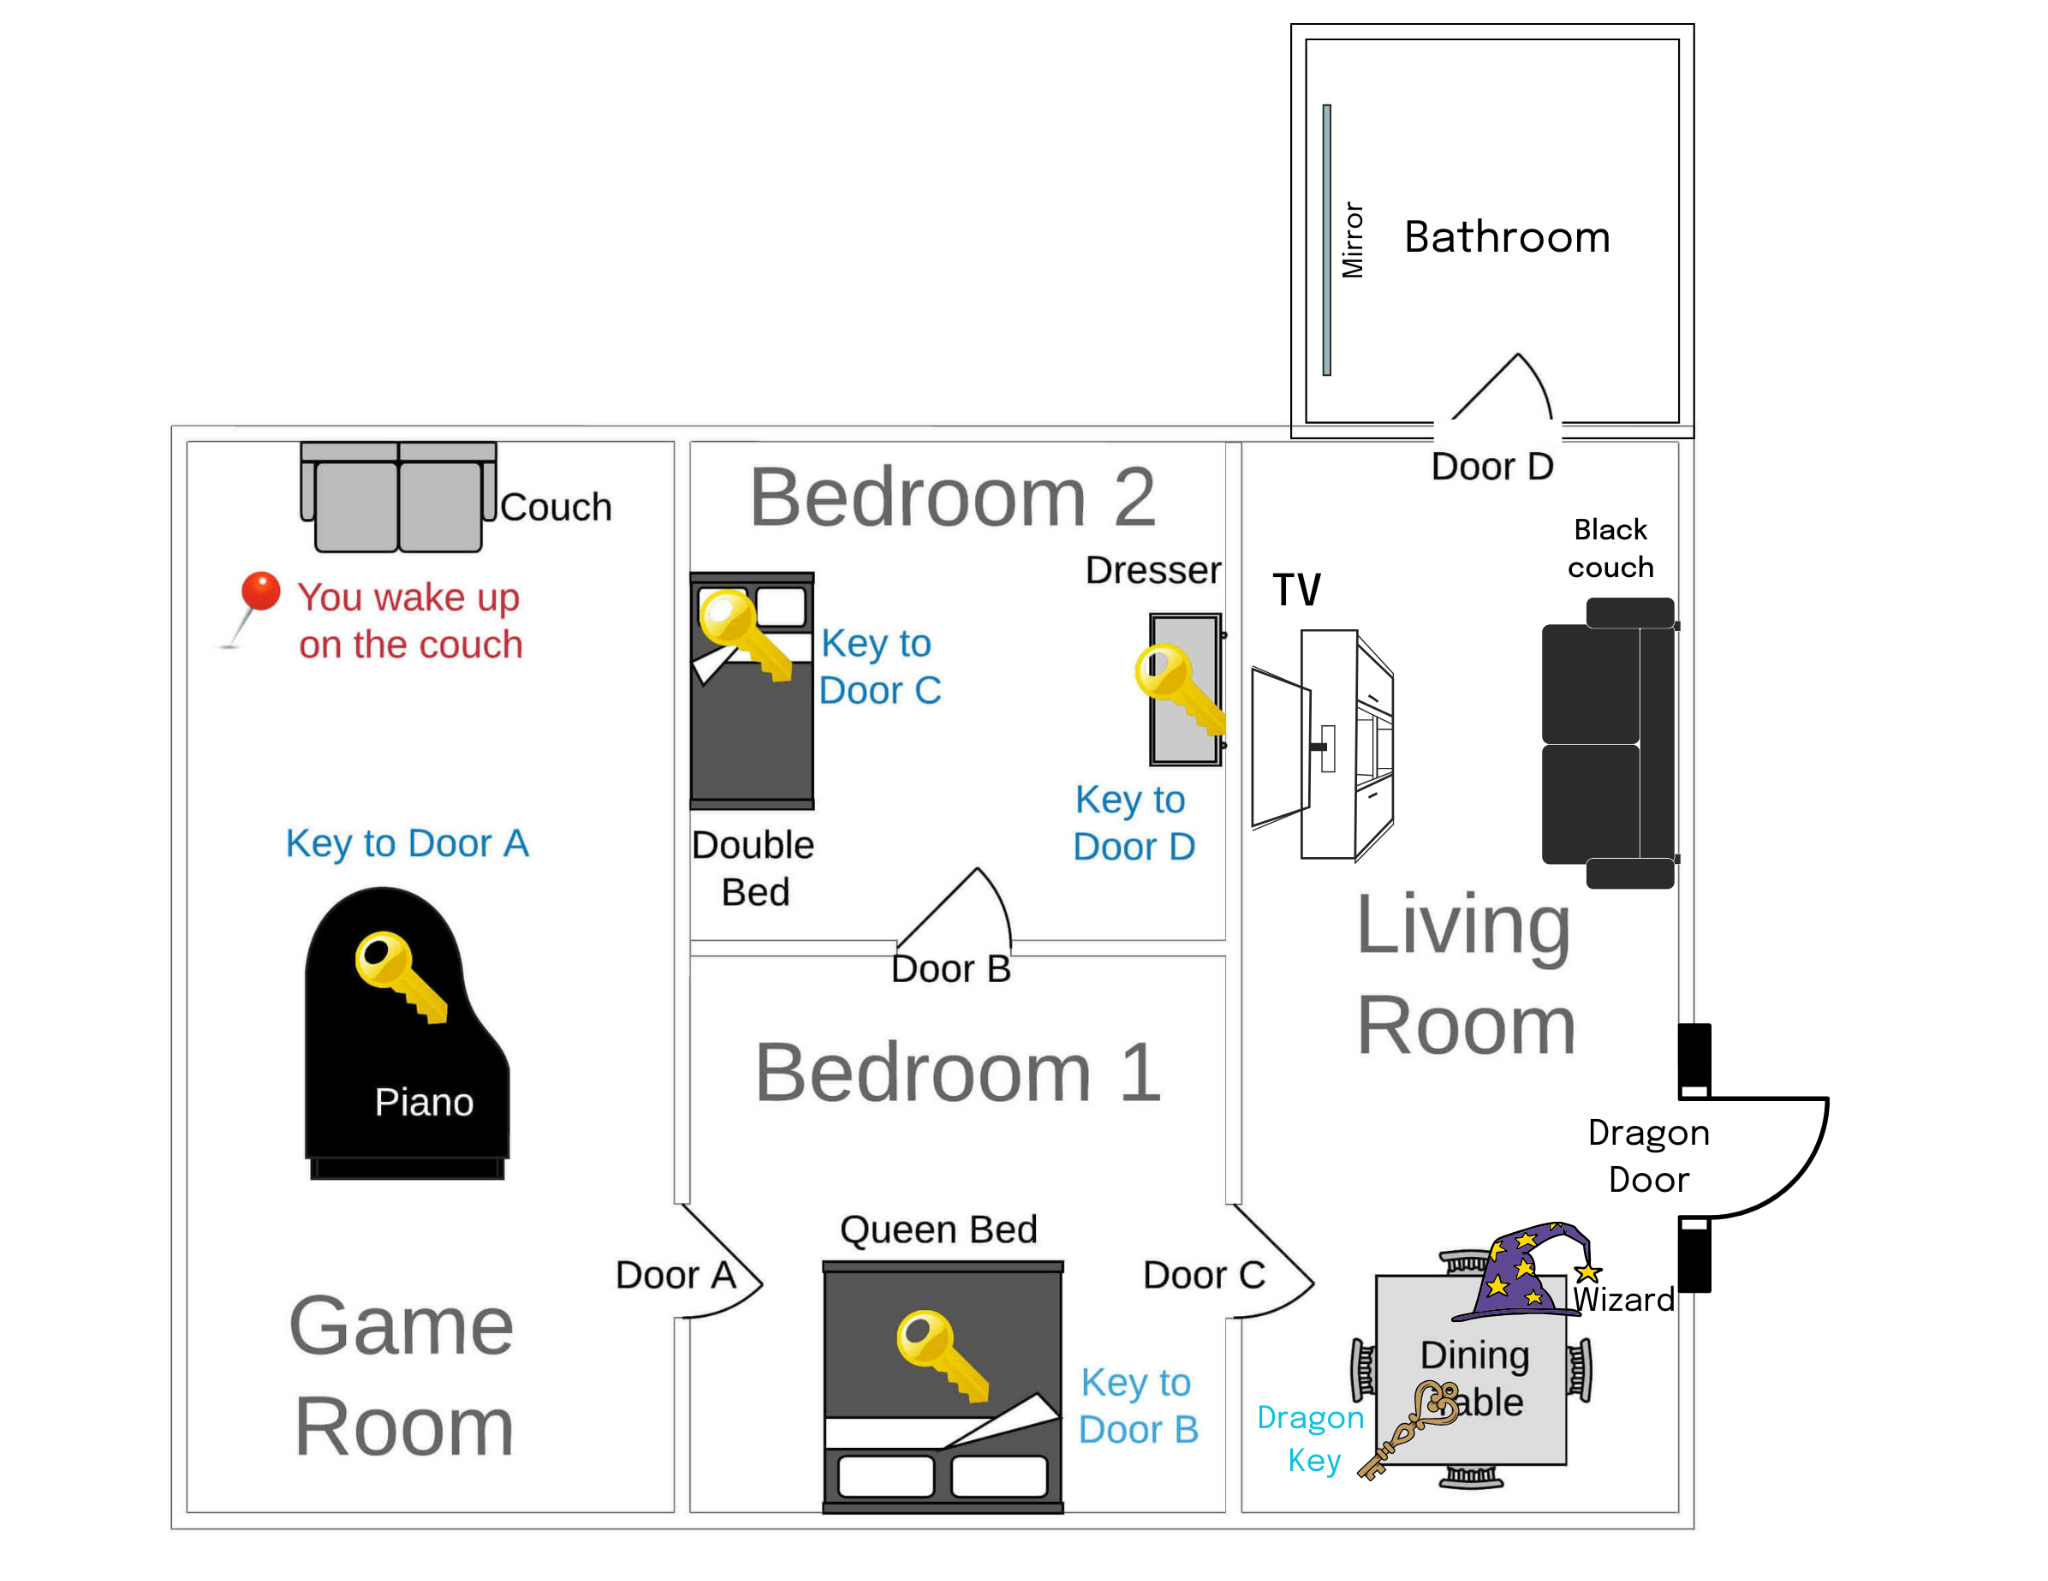 Mirror
Bathroom
Door D
Couch
You wake up
on the couch
Bedroom 2
Dresser
Key to
Door C
Key to
Door D
Double
Bed
TV
Black
couch
Key to Door A
Piano
Door B
Living
Room
Bedroom 1
Dragon
Door
Queen Bed
Door A
Door C
Key to
Door B
Game
Room
Wizard
Dining
Table
Dragon
Key